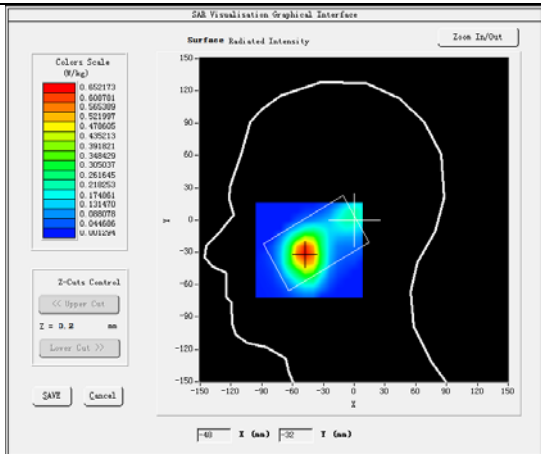 SAR Visualisation Graphical Interface
Surface Radiated Intensity
Zoom In/Out
Colors Scale
(W/kg)
0.652173
0.608781
0.565389
0.521997
0.478605
0.435213
0.391821
0.348429
0.305037
0.261645
0.218253
0.174861
0.131470
0.088078
0.044686
0.001294
150
120
90
60
30
0
Y
-30
-60
-90
-120
-150
-150 -120 -90 -60 -30 0 30 60 90 120 150
X
Z-Cuts Control
<< Upper Cut
Z = 3.2 mm
Lower Cut >>
SAVE Cancel
-48 X (mm) -32 Y (mm)